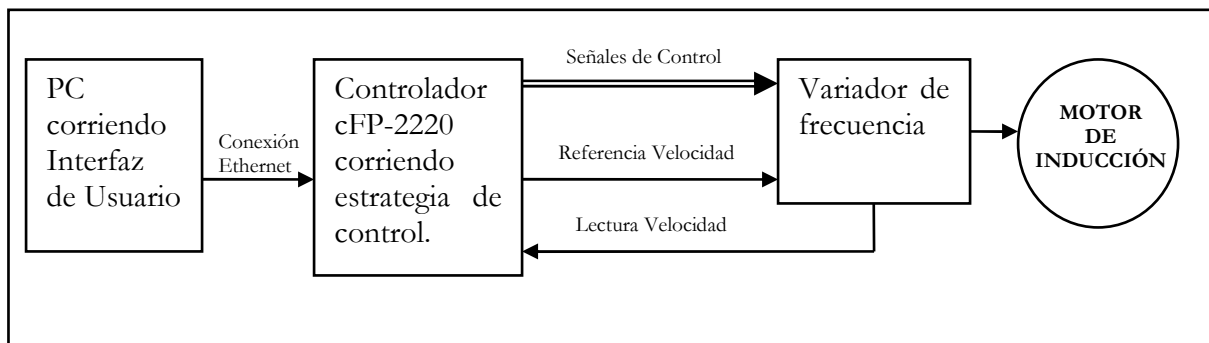 PC
corriendo
Interfaz
de Usuario
Conexión
Ethernet
Controlador
cFP-2220
corriendo
estrategia de
control.
Señales de Control
Referencia Velocidad
Lectura Velocidad
Variador de
frecuencia
MOTOR
DE
INDUCCIÓN